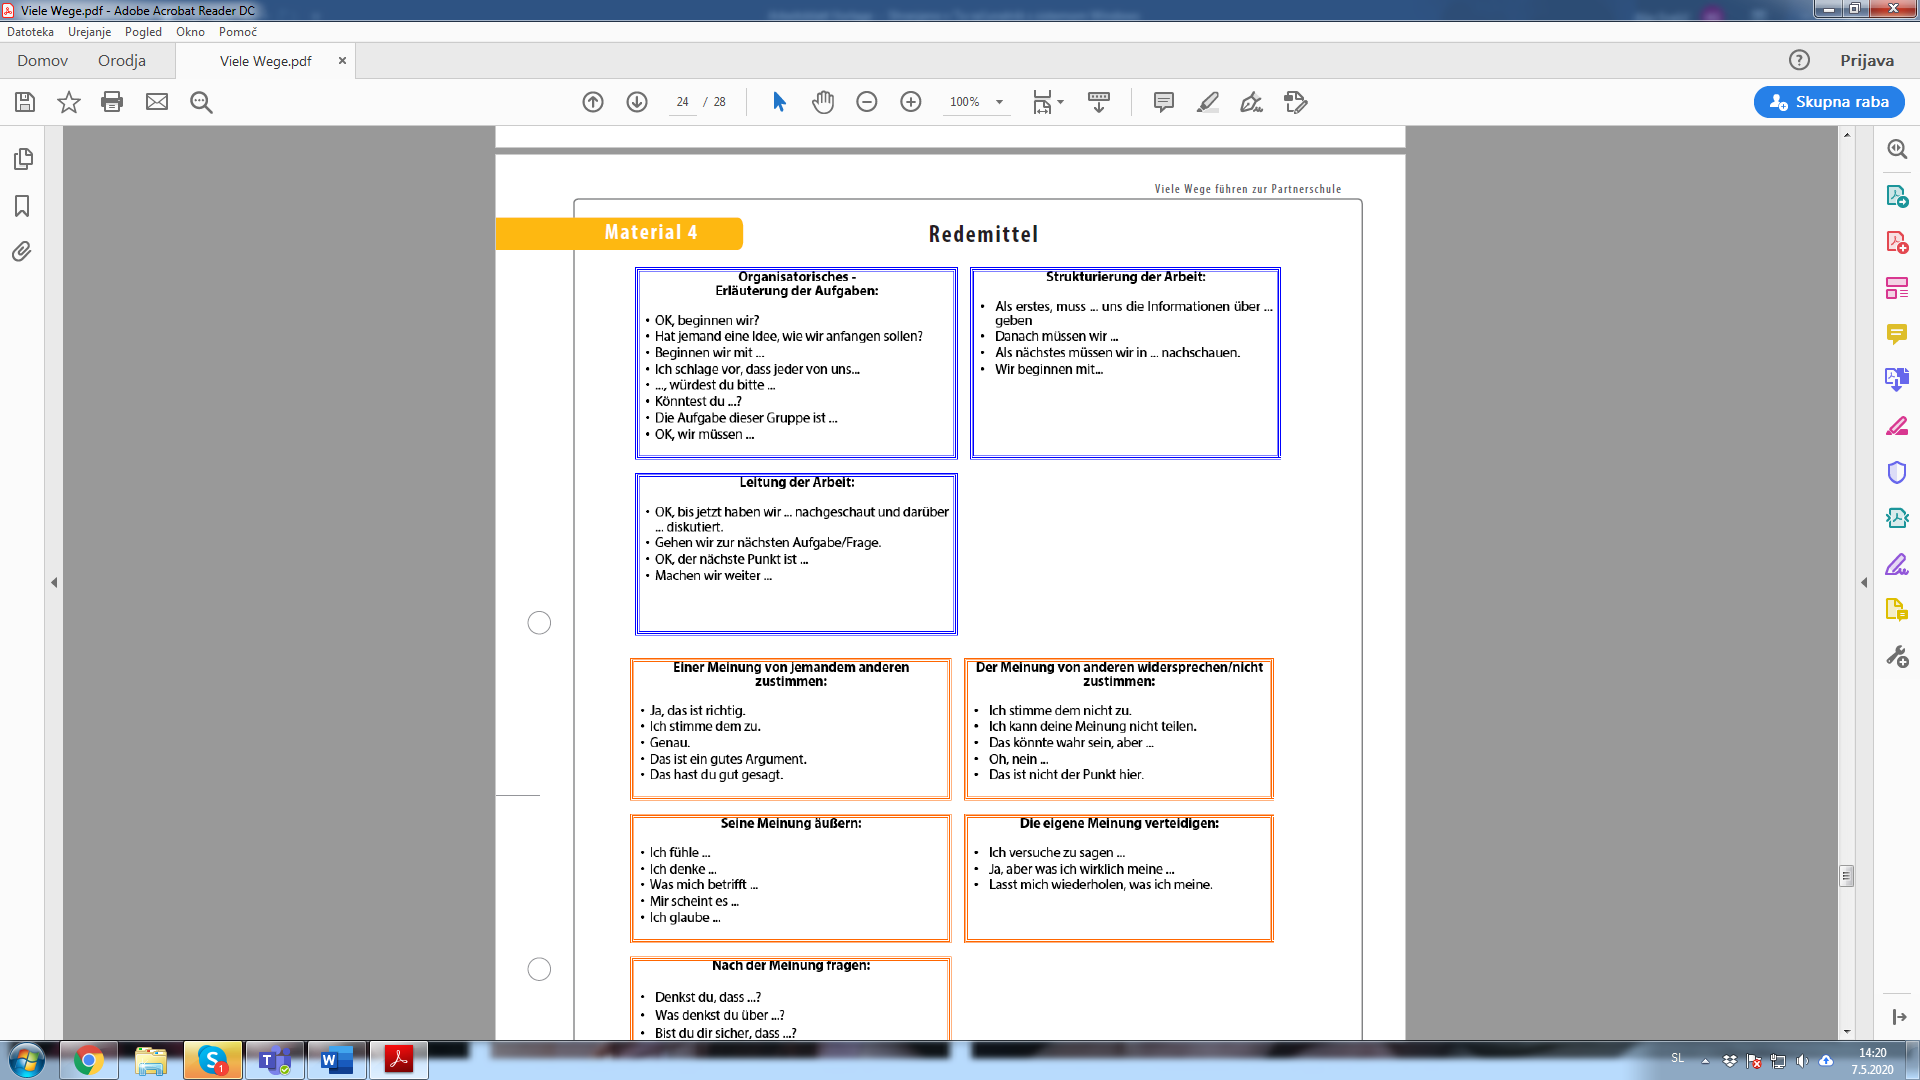 Viele Wege.pdf - Adobe Acrobat Reader DC
Datoteka Urejanje Pogled Okno Pomoč
Domov Orodja Viele Wege.pdf × Prijava
24 / 28 100% Skupna raba
Viele Wege führen zur Partnerschule
Material 4
Redemittel
Organisatorisches -
Erläuterung der Aufgaben:
• OK, beginnen wir?
• Hat jemand eine Idee, wie wir anfangen sollen?
• Beginnen wir mit ...
• Ich schlage vor, dass jeder von uns...
• ..., würdest du bitte ...
• Könntest du ...?
• Die Aufgabe dieser Gruppe ist ...
• OK, wir müssen ...
Strukturierung der Arbeit:
• Als erstes, muss ... uns die Informationen über ...
geben
• Danach müssen wir ...
• Als nächstes müssen wir in ... nachschauen.
• Wir beginnen mit...
Leitung der Arbeit:
• OK, bis jetzt haben wir ... nachgeschaut und darüber
... diskutiert.
• Gehen wir zur nächsten Aufgabe/Frage.
• OK, der nächste Punkt ist ...
• Machen wir weiter ...
Einer Meinung von jemandem anderen
zustimmen:
• Ja, das ist richtig.
• Ich stimme dem zu.
• Genau.
• Das ist ein gutes Argument.
• Das hast du gut gesagt.
Der Meinung von anderen widersprechen/nicht
zustimmen:
• Ich stimme dem nicht zu.
• Ich kann deine Meinung nicht teilen.
• Das könnte wahr sein, aber ...
• Oh, nein ...
• Das ist nicht der Punkt hier.
Seine Meinung äußern:
• Ich fühle ...
• Ich denke ...
• Was mich betrifft ...
• Mir scheint es ...
• Ich glaube ...
Die eigene Meinung verteidigen:
• Ich versuche zu sagen ...
• Ja, aber was ich wirklich meine ...
• Lasst mich wiederholen, was ich meine.
Nach der Meinung fragen:
• Denkst du, dass ...?
• Was denkst du über ...?
• Bist du dir sicher, dass ...?
SL
14:20
7.5.2020